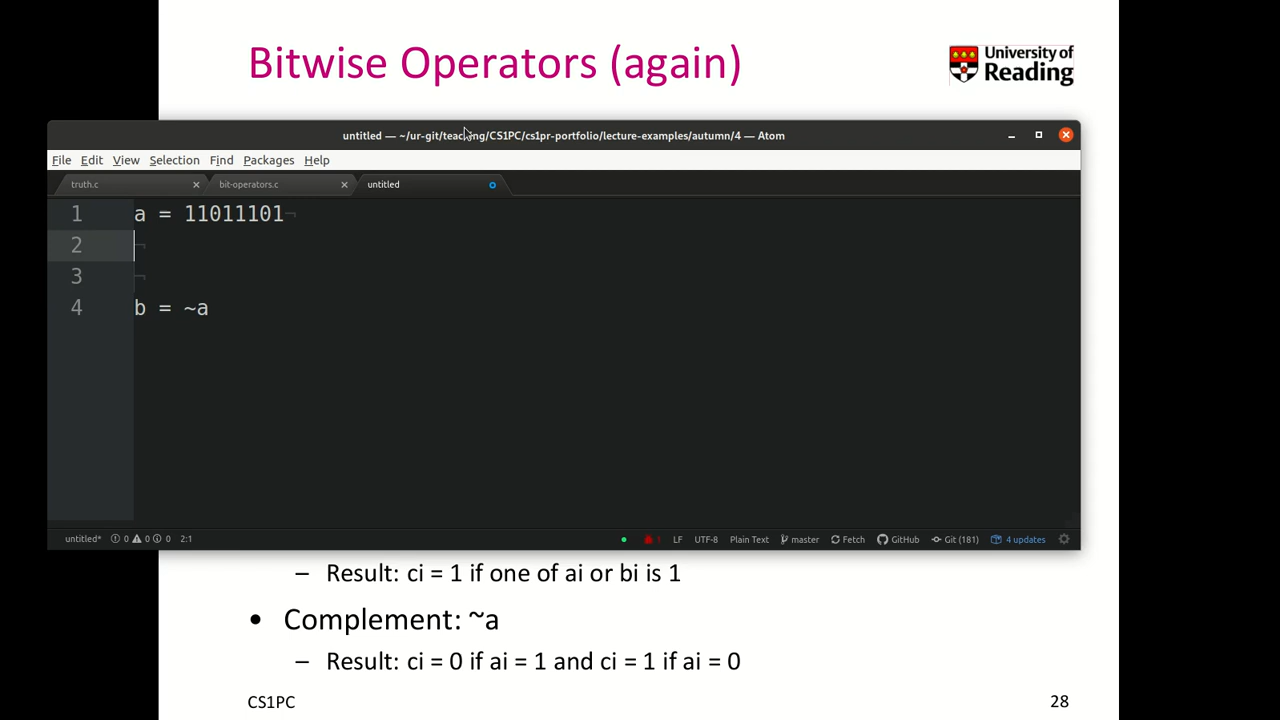 Bitwise Operators (again)
University of
Reading
untitled — ~/ur-git/teaching/CS1PC/cs1pr-portfolio/lecture-examples/autumn/4 — Atom
File Edit View Selection Find Packages Help
truth.c bit-operators.c untitled
1 a = 11011101¬
2 ¬
3 ¬
4 b = ~a
untitled* 0 0 0 2:1 LF UTF-8 Plain Text master Fetch GitHub Git (181) 4 updates
– Result: ci = 1 if one of ai or bi is 1
• Complement: ~a
– Result: ci = 0 if ai = 1 and ci = 1 if ai = 0
CS1PC 28